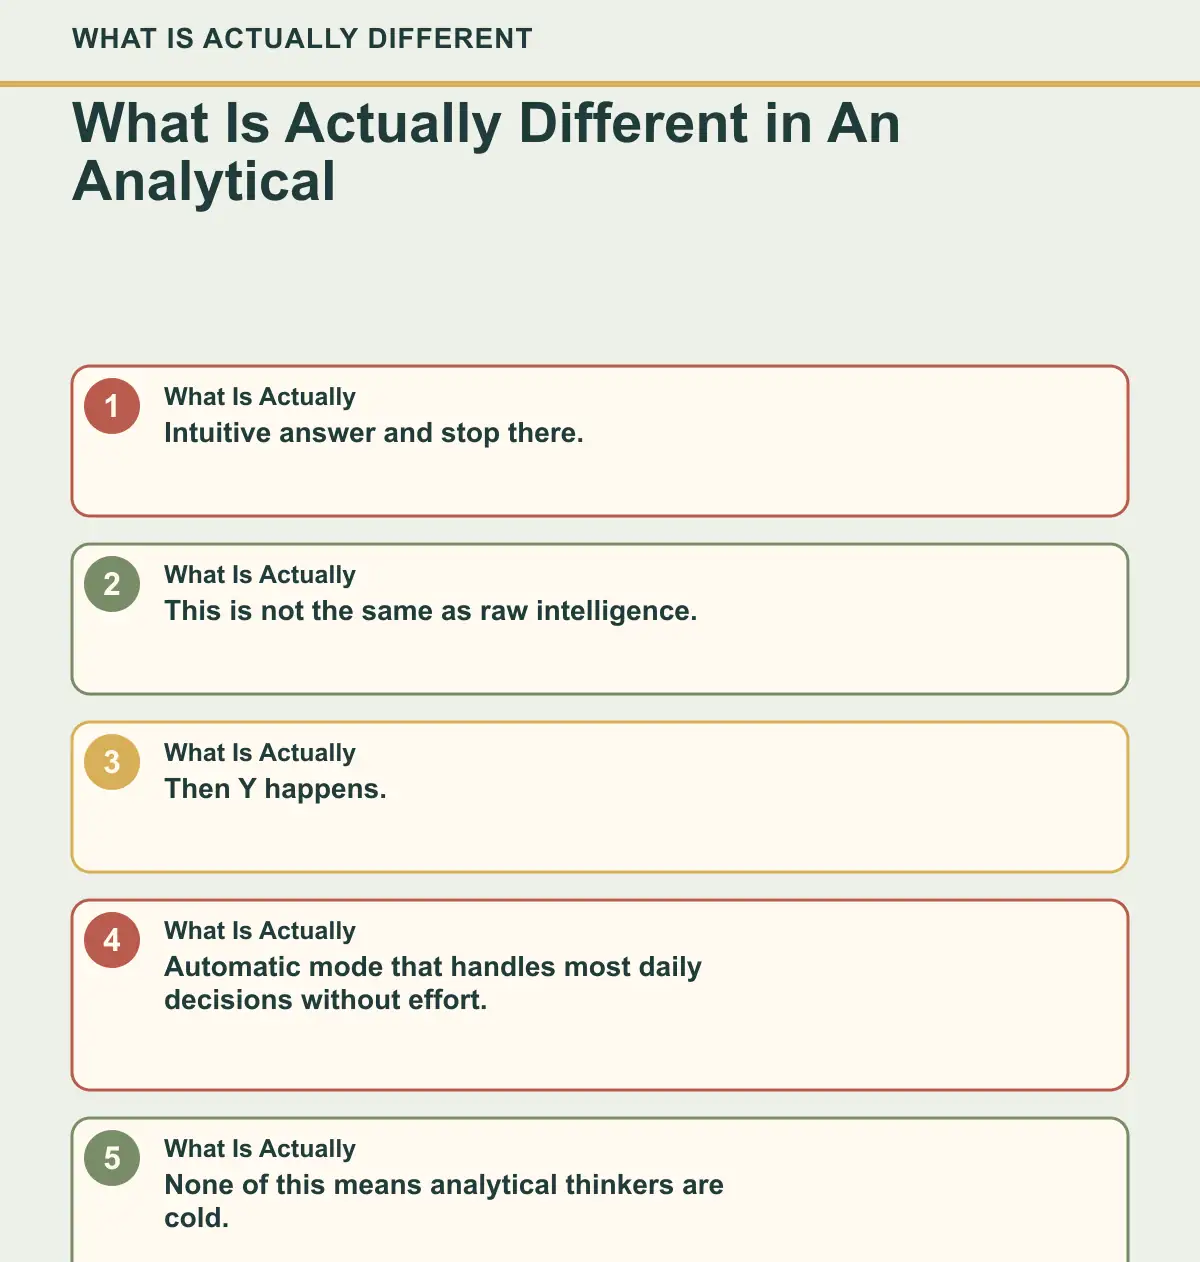 WHAT IS ACTUALLY DIFFERENT
What Is Actually Different in An
Analytical
1
What Is Actually
Intuitive answer and stop there.
2
What Is Actually
This is not the same as raw intelligence.
3
What Is Actually
Then Y happens.
4
What Is Actually
Automatic mode that handles most daily
decisions without effort.
5
What Is Actually
None of this means analytical thinkers are
cold.